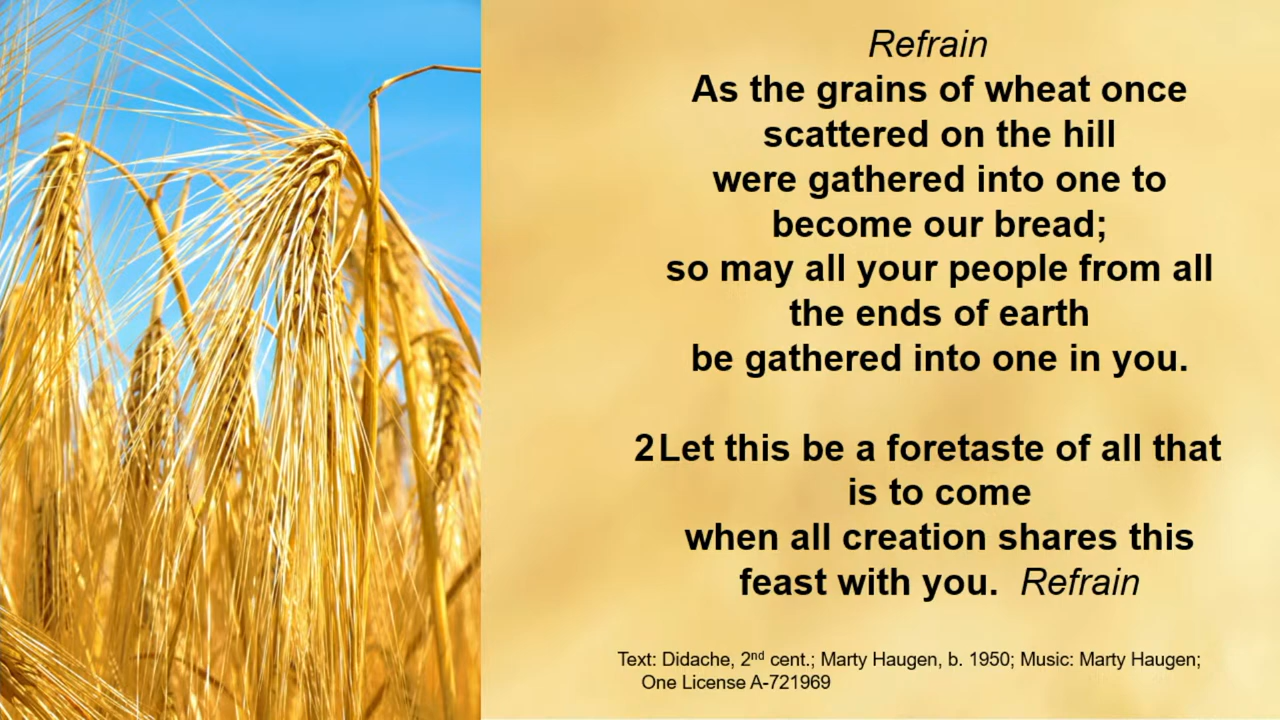 Refrain
As the grains of wheat once
scattered on the hill
were gathered into one to
become our bread;
so may all your people from all
the ends of earth
be gathered into one in you.
2 Let this be a foretaste of all that
is to come
when all creation shares this
feast with you. Refrain
Text: Didache, 2nd cent.; Marty Haugen, b. 1950; Music: Marty Haugen;
One License A-721969